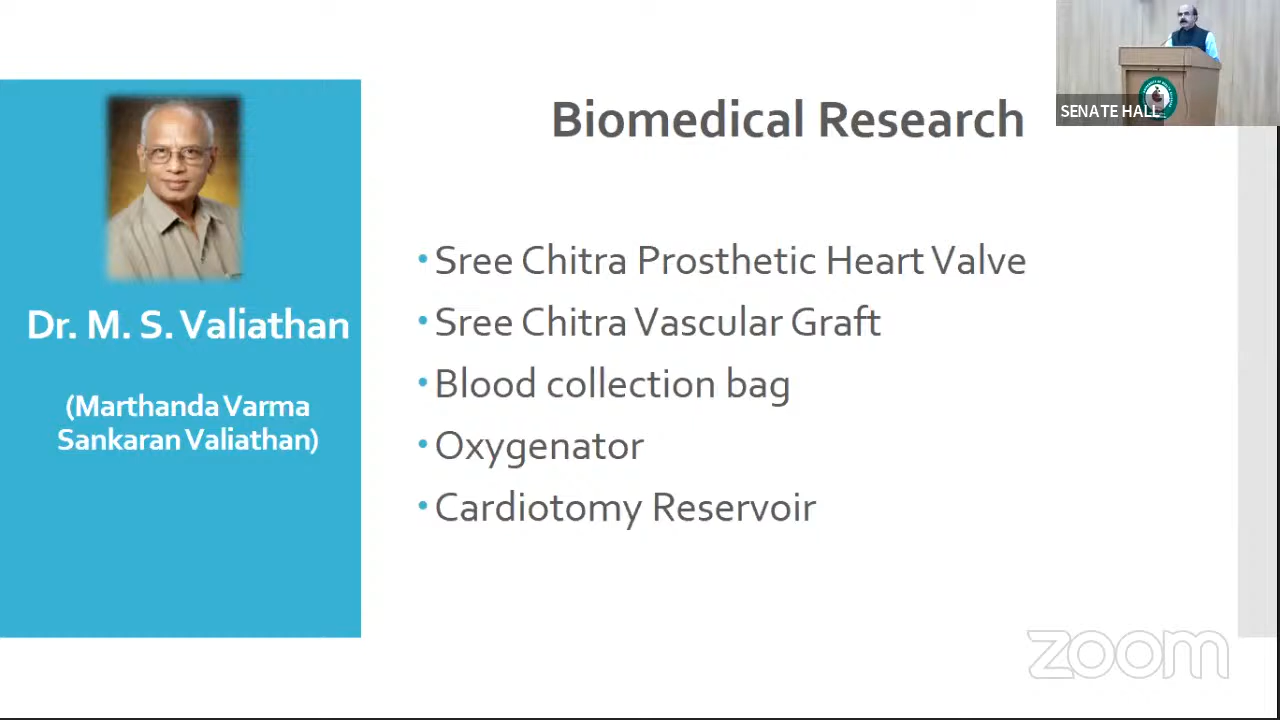 Biomedical Research
SENATE HALL
Dr. M. S. Valiathan
(Marthanda Varma
Sankaran Valiathan)
• Sree Chitra Prosthetic Heart Valve
• Sree Chitra Vascular Graft
• Blood collection bag
• Oxygenator
• Cardiotomy Reservoir
zoom